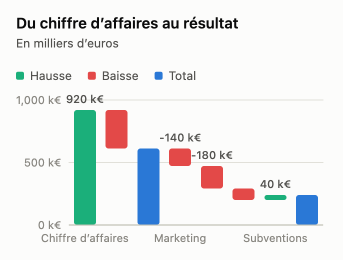 Du chiffre d’affaires au résultat
En milliers d’euros
Hausse Baisse Total
1,000 k€
920 k€
-140 k€
-180 k€
500 k€
40 k€
0 k€
Chiffre d’affaires Marketing Subventions